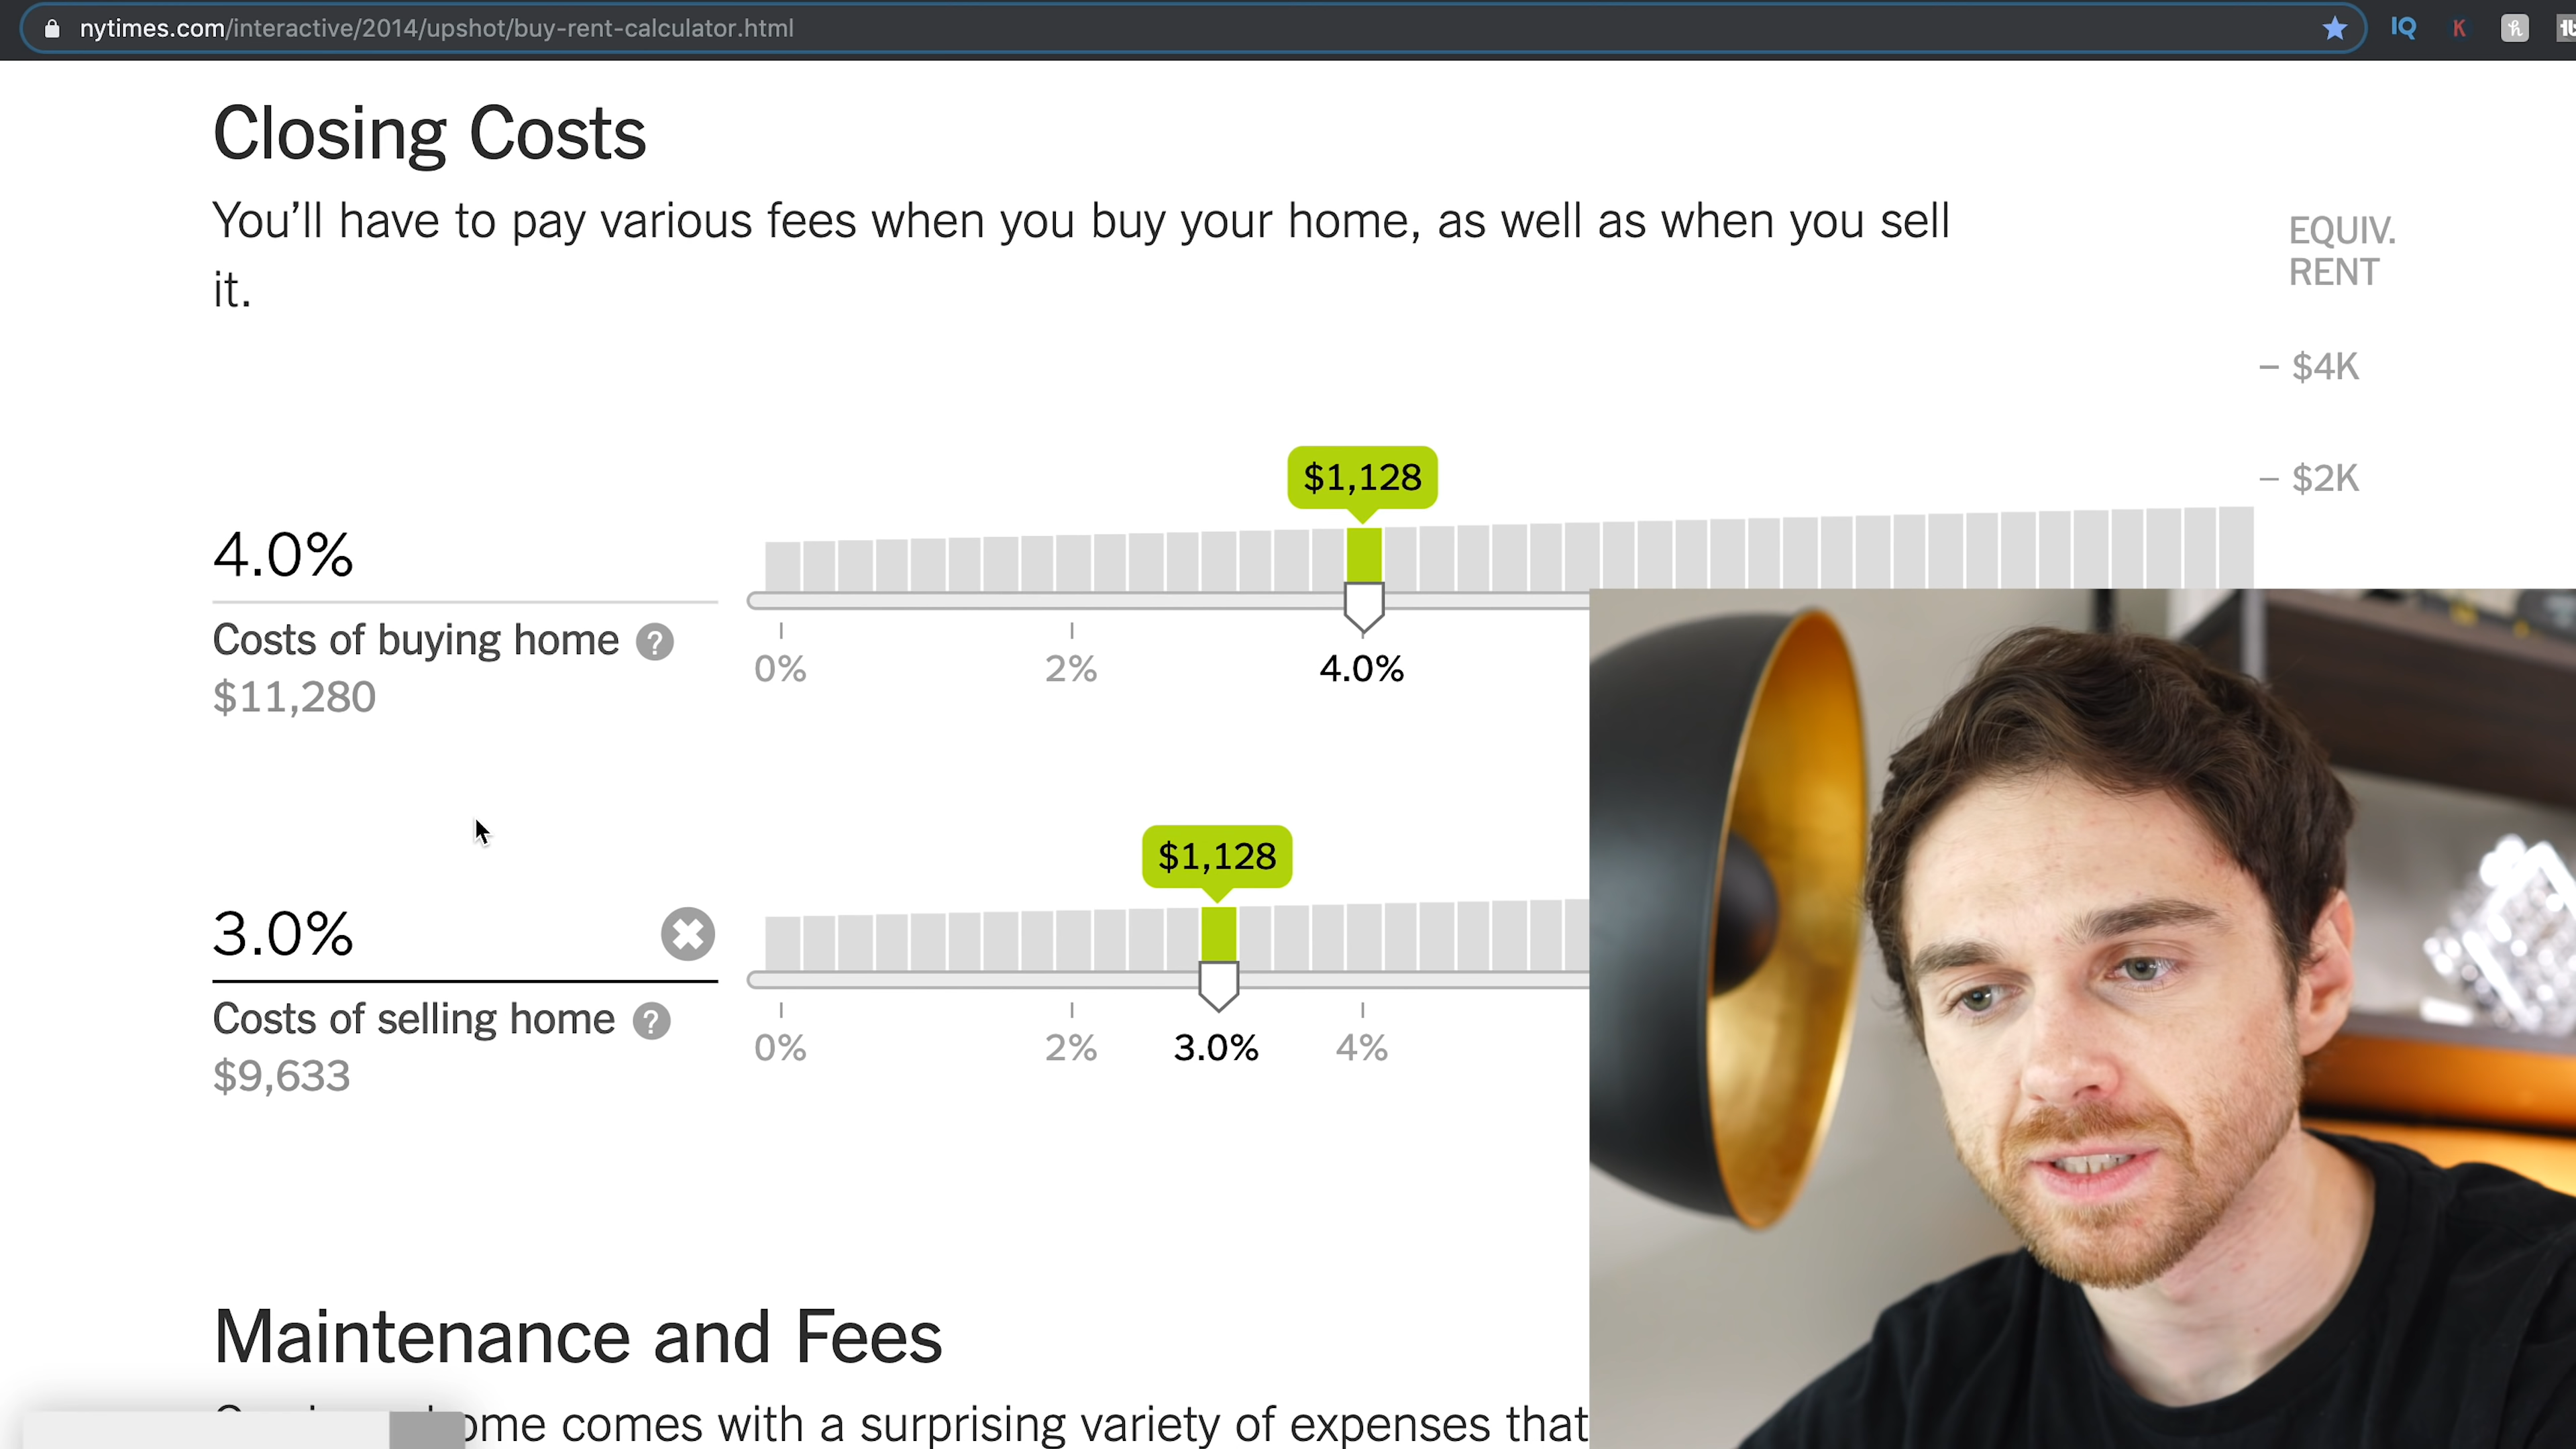 nytimes.com/interactive/2014/upshot/buy-rent-calculator.html
IQ K
Closing Costs
You’ll have to pay various fees when you buy your home, as well as when you sell
it.
EQUIV.
RENT
– $4K
– $2K
$1,128
4.0%
Costs of buying home ?
$11,280
0% 2% 4.0%
$1,128
3.0%
Costs of selling home ?
$9,633
0% 2% 3.0% 4%
Maintenance and Fees
comes with a surprising variety of expenses that